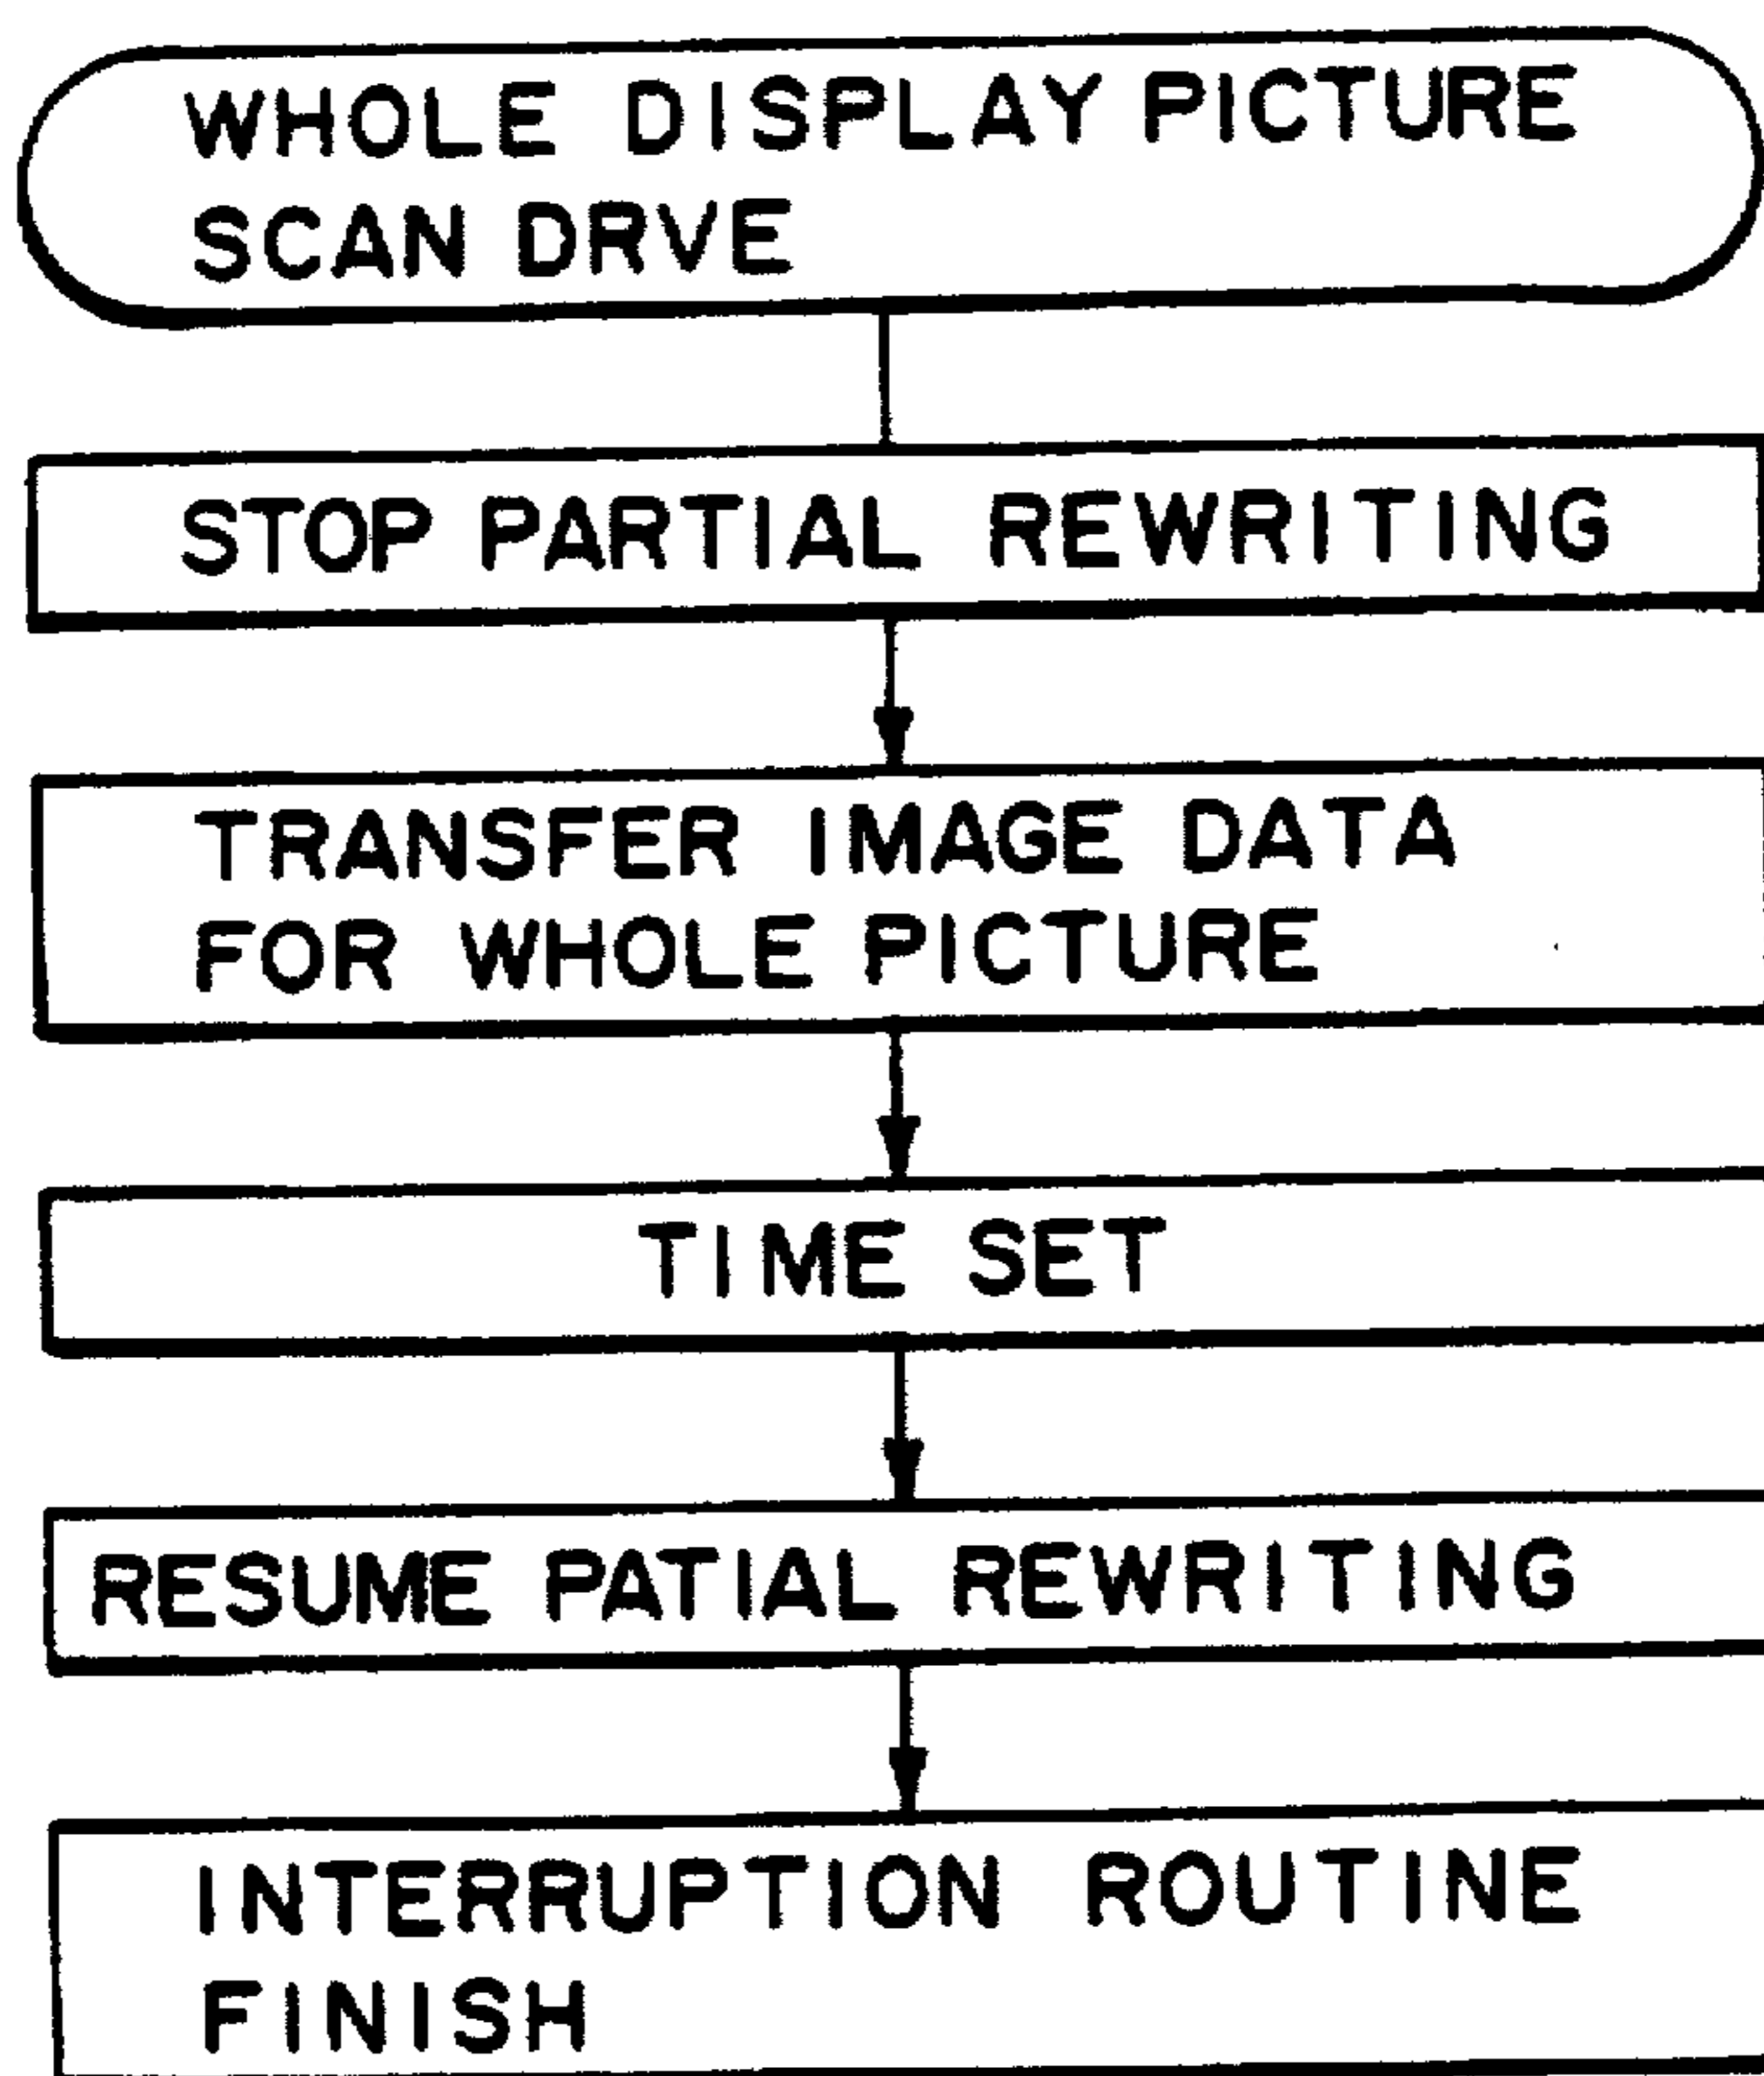 WHOLE DISPLAY PICTURE
SCAN DRVE
STOP PARTIAL REWRITING
TRANSFER IMAGE DATA
FOR WHOLE PICTURE
TIME SET
RESUME PATIAL REWRITING
INTERRUPTION ROUTINE
FINISH